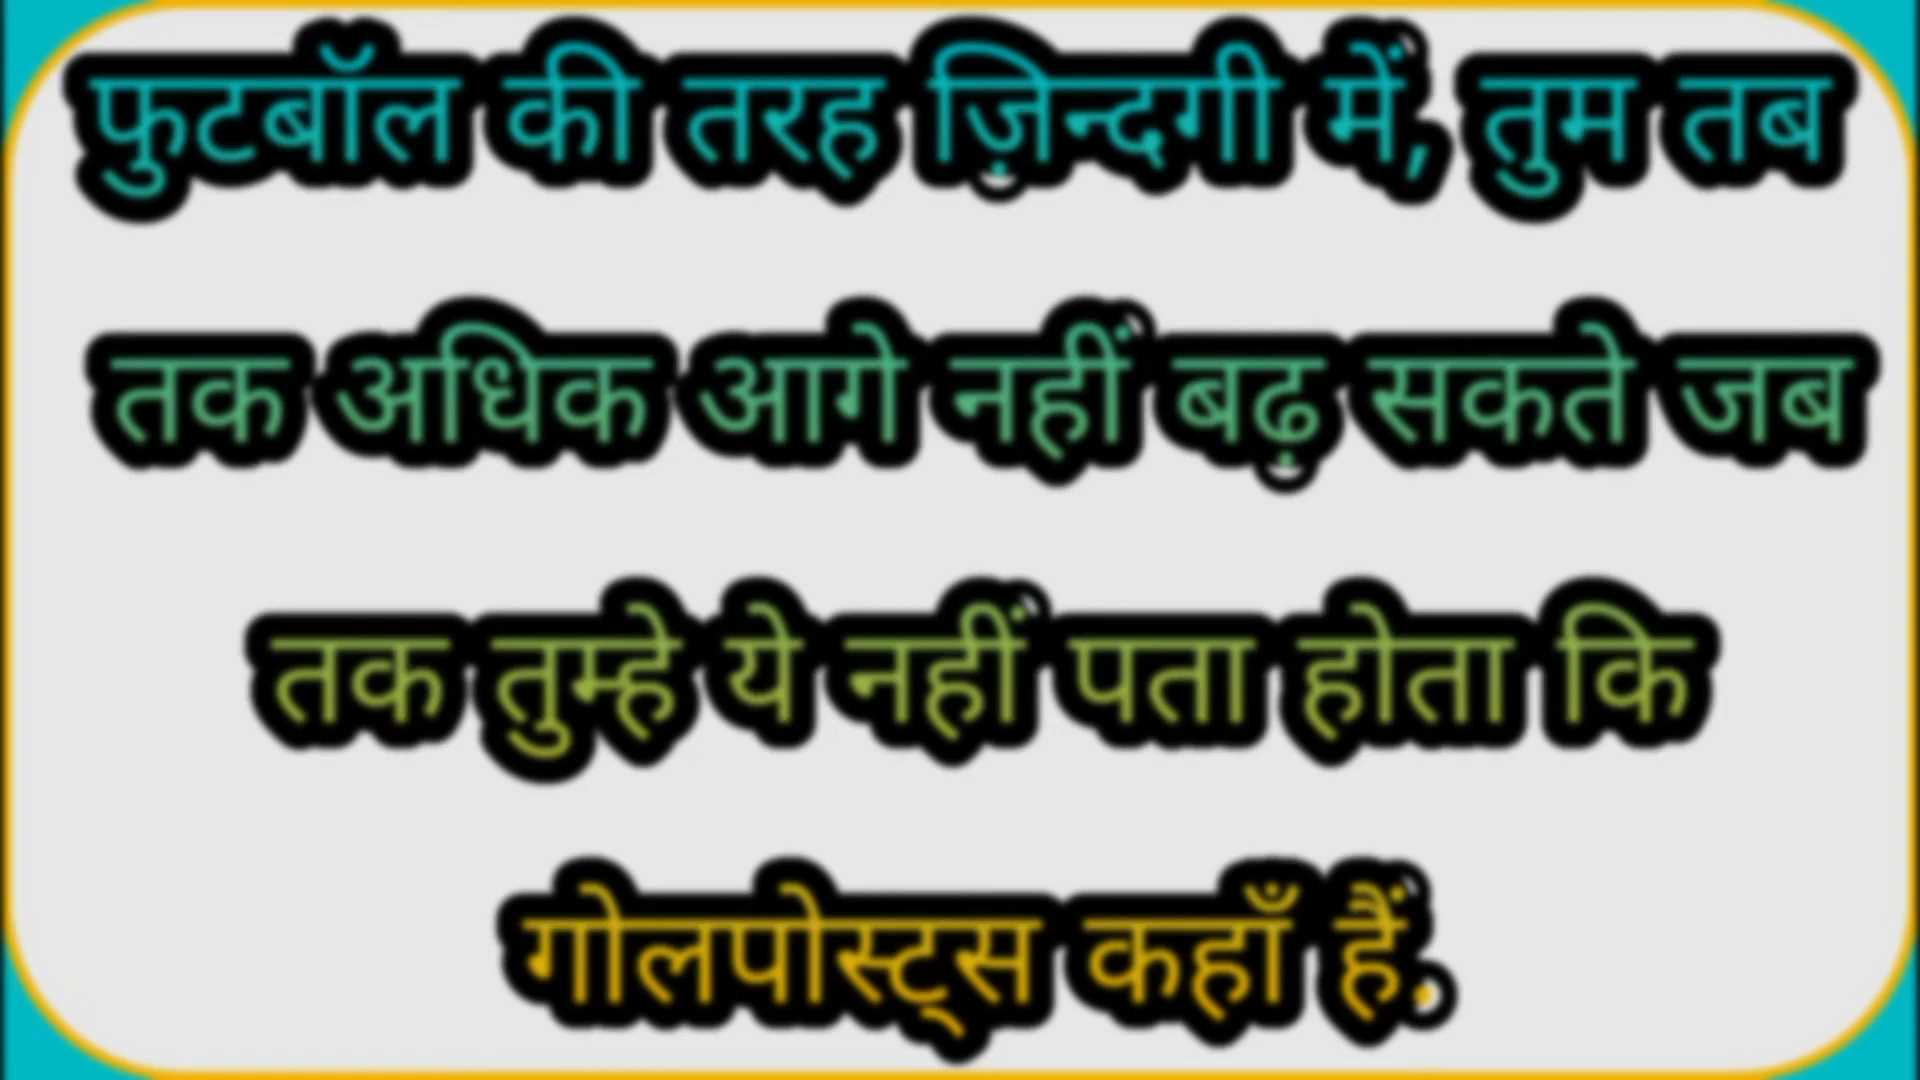 फुटबॉल की तरह ज़िन्दगी में, तुम तब
तक अधिक आगे नहीं बढ़ सकते जब
तक तुम्हे ये नहीं पता होता कि
गोलपोस्ट्स कहाँ हैं.